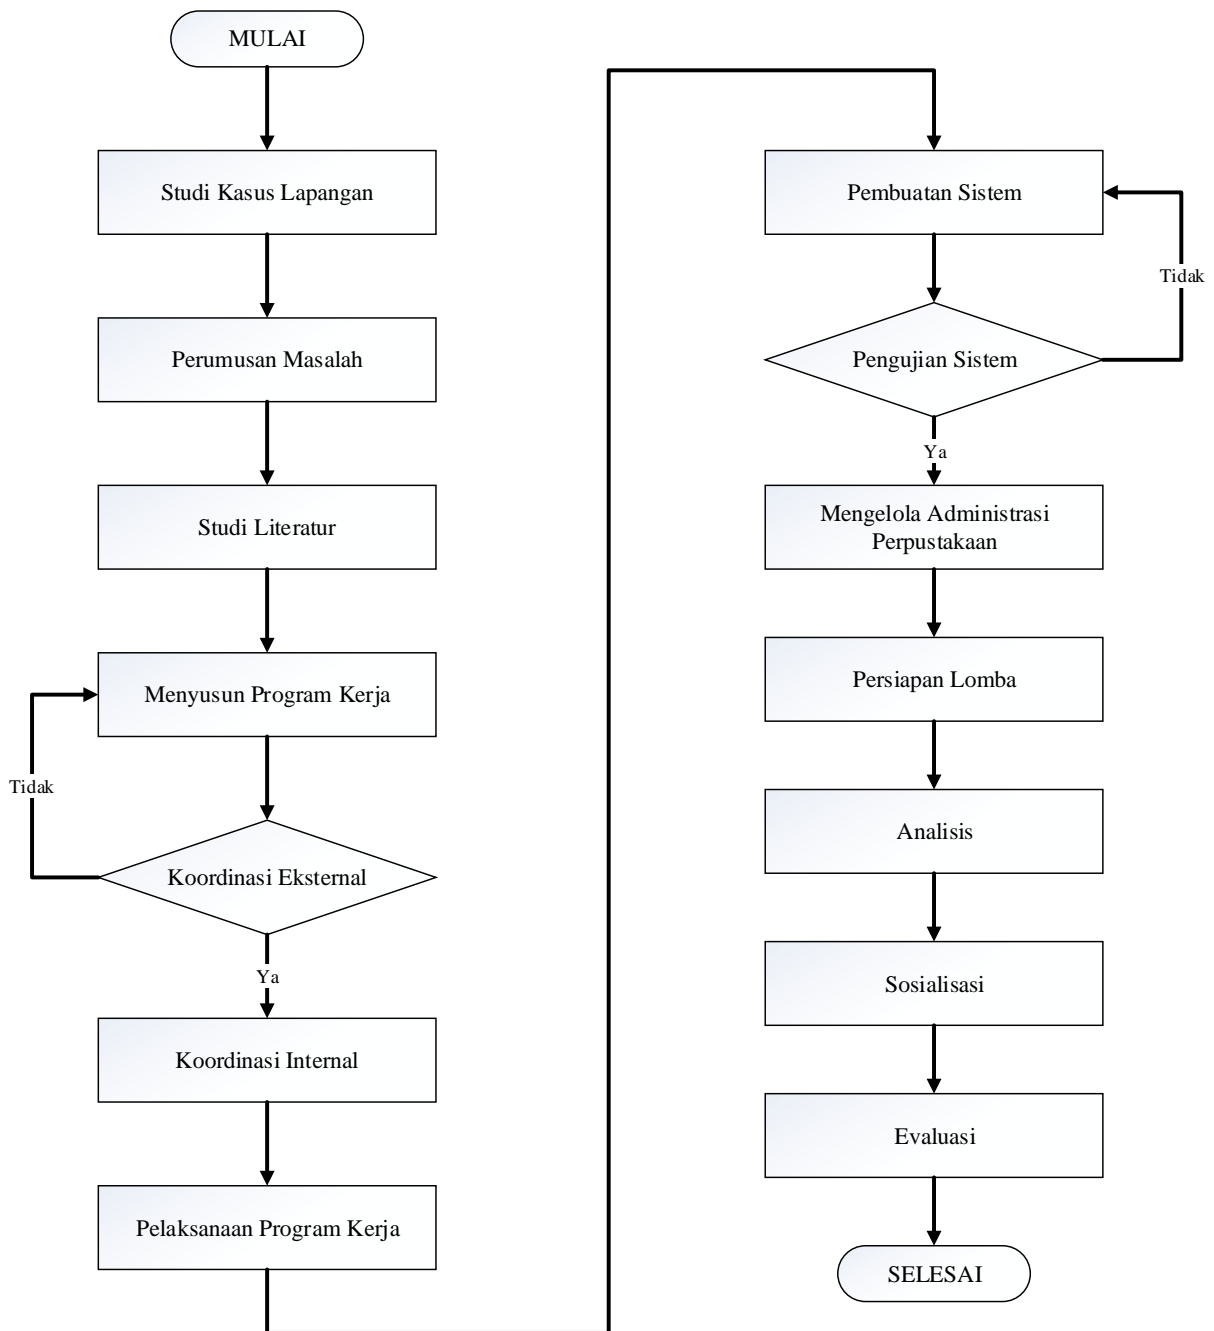 MULAI
Studi Kasus Lapangan
Perumusan Masalah
Studi Literatur
Menyusun Program Kerja
Tidak
Koordinasi Eksternal
Ya
Koordinasi Internal
Pelaksanaan Program Kerja
Pembuatan Sistem
Tidak
Pengujian Sistem
Ya
Mengelola Administrasi
Perpustakaan
Persiapan Lomba
Analisis
Sosialisasi
Evaluasi
SELESAI